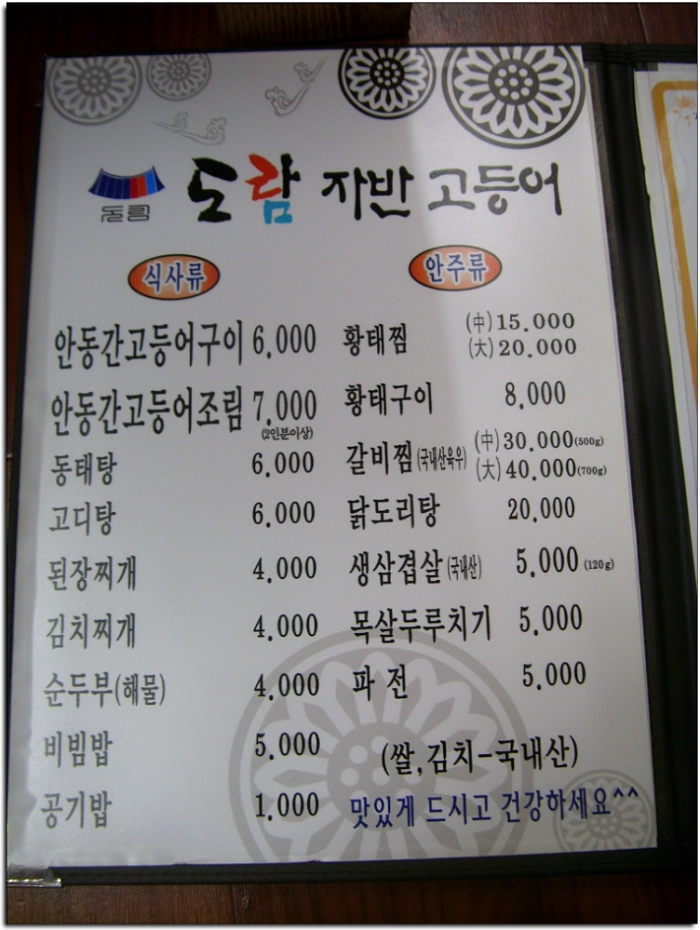 도람 자반 고등어
식사류
안동간고등어구이 6,000
안동간고등어조림 7,000
(2인분이상)
동태탕 6,000
고디탕 6,000
된장찌개 4,000
김치찌개 4,000
순두부(해물) 4,000
비빔밥 5,000
공기밥 1,000
안주류
황태찜 (中) 15,000
(大) 20,000
황태구이 8,000
갈비찜(국내산육우) (中) 30,000(500g)
(大) 40,000(700g)
닭도리탕 20,000
생삼겹살(국내산) 5,000 (120g)
목살두루치기 5,000
파전 5,000
(쌀,김치-국내산)
맛있게 드시고 건강하세요^^